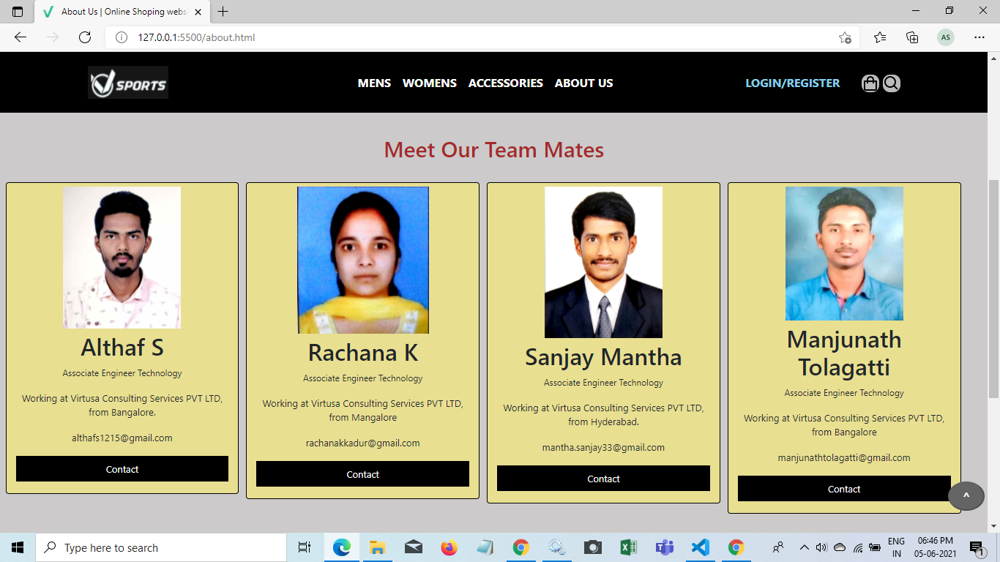 About Us | Online Shoping webs
127.0.0.1:5500/about.html
AS
V SPORTS
MENS WOMENS ACCESSORIES ABOUT US
LOGIN/REGISTER
Meet Our Team Mates
Althaf S
Associate Engineer Technology
Working at Virtusa Consulting Services PVT LTD,
from Bangalore.
althafs1215@gmail.com
Contact
Rachana K
Associate Engineer Technology
Working at Virtusa Consulting Services PVT LTD,
from Mangalore
rachanakkadur@gmail.com
Contact
Sanjay Mantha
Associate Engineer Technology
Working at Virtusa Consulting Services PVT LTD,
from Hyderabad.
mantha.sanjay33@gmail.com
Contact
Manjunath
Tolagatti
Associate Engineer Technology
Working at Virtusa Consulting Services PVT LTD,
from Bangalore
manjunathtolagatti@gmail.com
Contact
^
Type here to search
ENG
IN
06:46 PM
05-06-2021
1